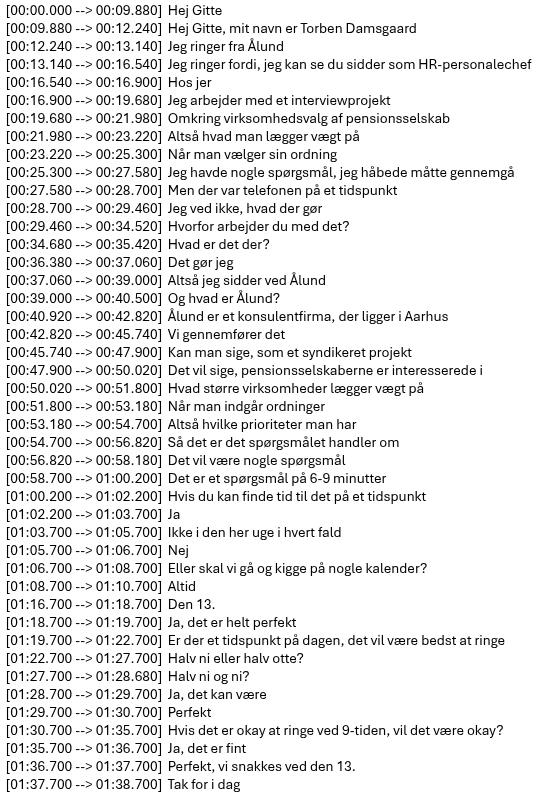 [00:00.000 --> 00:09.880] Hej Gitte
[00:09.880 --> 00:12.240] Hej Gitte, mit navn er Torben Damsgaard
[00:12.240 --> 00:13.140] Jeg ringer fra Ålund
[00:13.140 --> 00:16.540] Jeg ringer fordi, jeg kan se du sidder som HR-personalechef
[00:16.540 --> 00:16.900] Hos jer
[00:16.900 --> 00:19.680] Jeg arbejder med et interviewprojekt
[00:19.680 --> 00:21.980] Omkring virksomhedsvalg af pensionsselskab
[00:21.980 --> 00:23.220] Altså hvad man lægger vægt på
[00:23.220 --> 00:25.300] Når man vælger sin ordning
[00:25.300 --> 00:27.580] Jeg havde nogle spørgsmål, jeg håbede måtte gennemgå
[00:27.580 --> 00:28.700] Men der var telefonen på et tidspunkt
[00:28.700 --> 00:29.460] Jeg ved ikke, hvad der gør
[00:29.460 --> 00:34.520] Hvorfor arbejder du med det?
[00:34.680 --> 00:35.420] Hvad er det der?
[00:36.380 --> 00:37.060] Det gør jeg
[00:37.060 --> 00:39.000] Altså jeg sidder ved Ålund
[00:39.000 --> 00:40.500] Og hvad er Ålund?
[00:40.920 --> 00:42.820] Ålund er et konsulentfirma, der ligger i Aarhus
[00:42.820 --> 00:45.740] Vi gennemfører det
[00:45.740 --> 00:47.900] Kan man sige, som et syndikeret projekt
[00:47.900 --> 00:50.020] Det vil sige, pensionsselskaberne er interesserede i
[00:50.020 --> 00:51.800] Hvad større virksomheder lægger vægt på
[00:51.800 --> 00:53.180] Når man indgår ordninger
[00:53.180 --> 00:54.700] Altså hvilke prioriteter man har
[00:54.700 --> 00:56.820] Så det er det spørgsmålet handler om
[00:56.820 --> 00:58.180] Det vil være nogle spørgsmål
[00:58.700 --> 01:00.200] Det er et spørgsmål på 6-9 minutter
[01:00.200 --> 01:02.200] Hvis du kan finde tid til det på et tidspunkt
[01:02.200 --> 01:03.700] Ja
[01:03.700 --> 01:05.700] Ikke i den her uge i hvert fald
[01:05.700 --> 01:06.700] Nej
[01:06.700 --> 01:08.700] Eller skal vi gå og kigge på nogle kalender?
[01:08.700 --> 01:10.700] Altid
[01:16.700 --> 01:18.700] Den 13.
[01:18.700 --> 01:19.700] Ja, det er helt perfekt
[01:19.700 --> 01:22.700] Er der et tidspunkt på dagen, det vil være bedst at ringe
[01:22.700 --> 01:27.700] Halv ni eller halv otte?
[01:27.700 --> 01:28.680] Halv ni og ni?
[01:28.700 --> 01:29.700] Ja, det kan være
[01:29.700 --> 01:30.700] Perfekt
[01:30.700 --> 01:35.700] Hvis det er okay at ringe ved 9-tiden, vil det være okay?
[01:35.700 --> 01:36.700] Ja, det er fint
[01:36.700 --> 01:37.700] Perfekt, vi snakkes ved den 13.
[01:37.700 --> 01:38.700] Tak for i dag